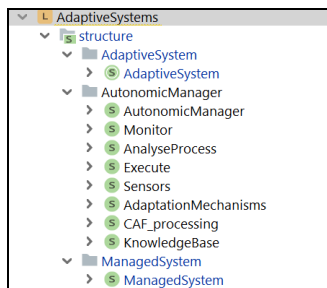 L AdaptiveSystems
S structure
AdaptiveSystem
S AdaptiveSystem
AutonomicManager
S AutonomicManager
S Monitor
S AnalyseProcess
S Execute
S Sensors
S AdaptationMechanisms
S CAF_processing
S KnowledgeBase
ManagedSystem
S ManagedSystem